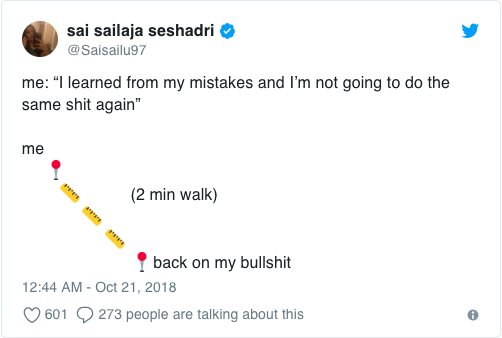 sai sailaja seshadri
@Saisailu97
me: “I learned from my mistakes and I’m not going to do the
same shit again”
me
(2 min walk)
back on my bullshit
12:44 AM - Oct 21, 2018
601 273 people are talking about this